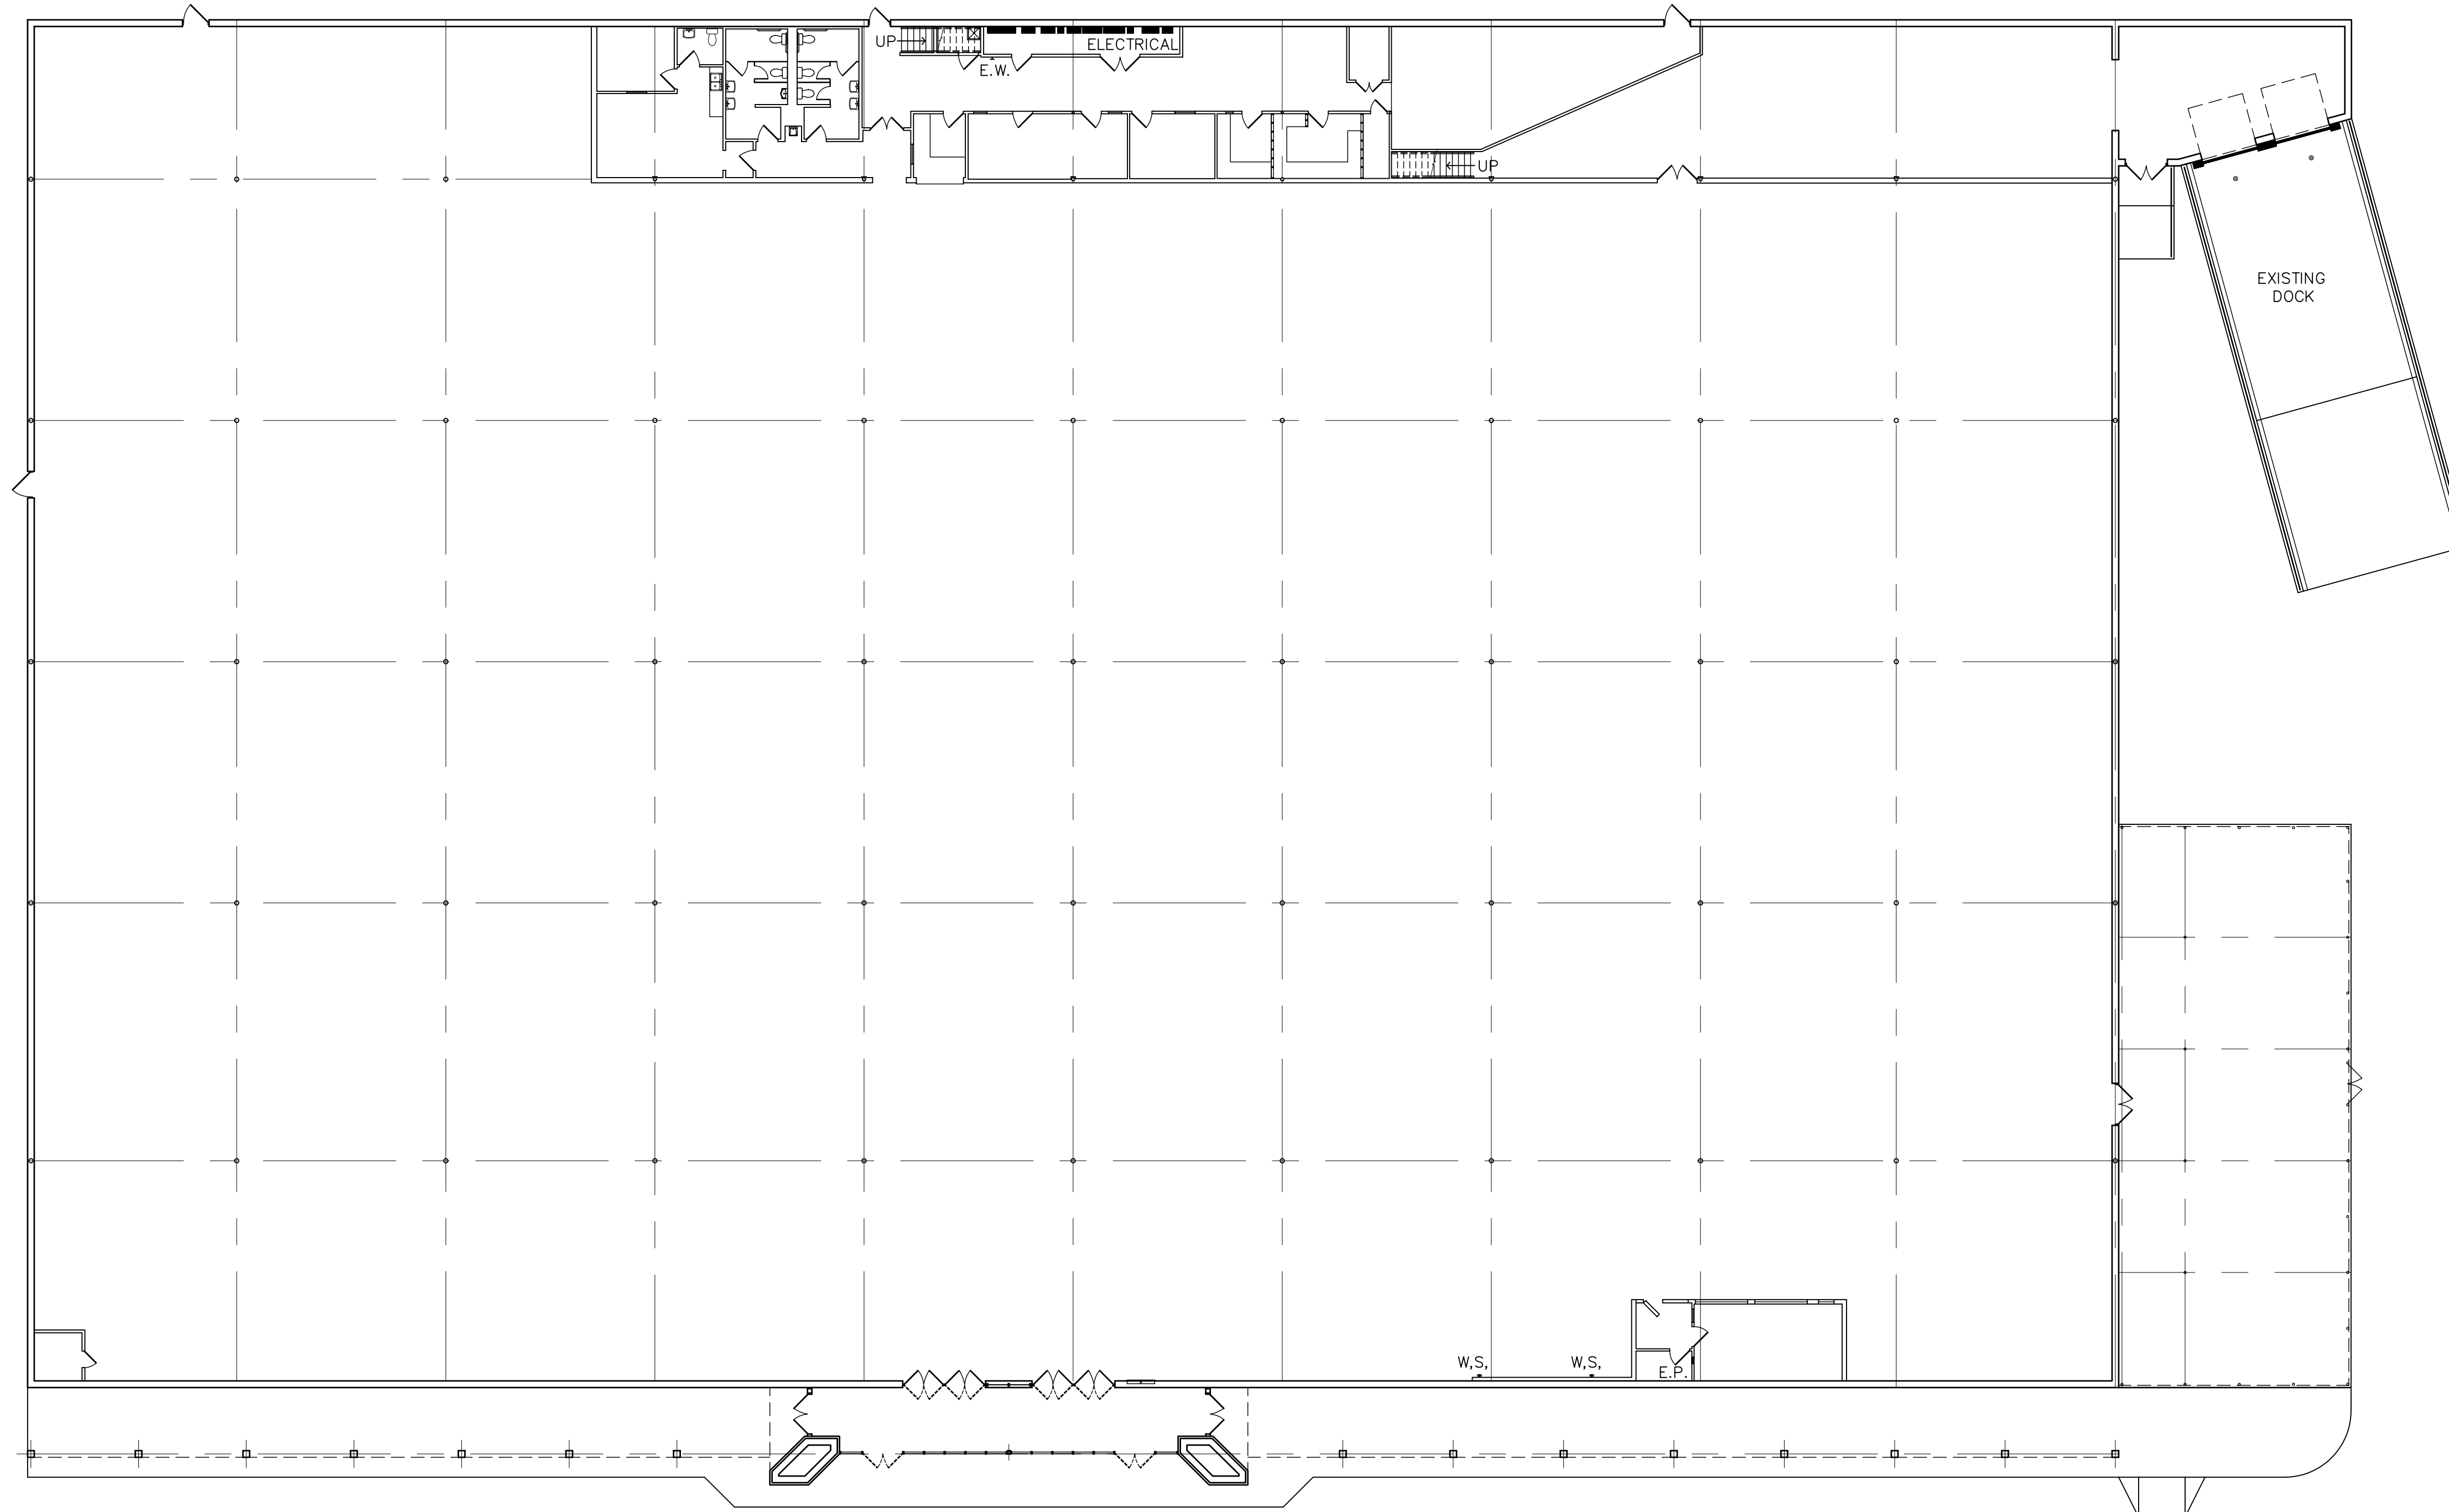 UP
ELECTRICAL
E.W.
UP
EXISTING
DOCK
W,S,
W,S,
E.P.